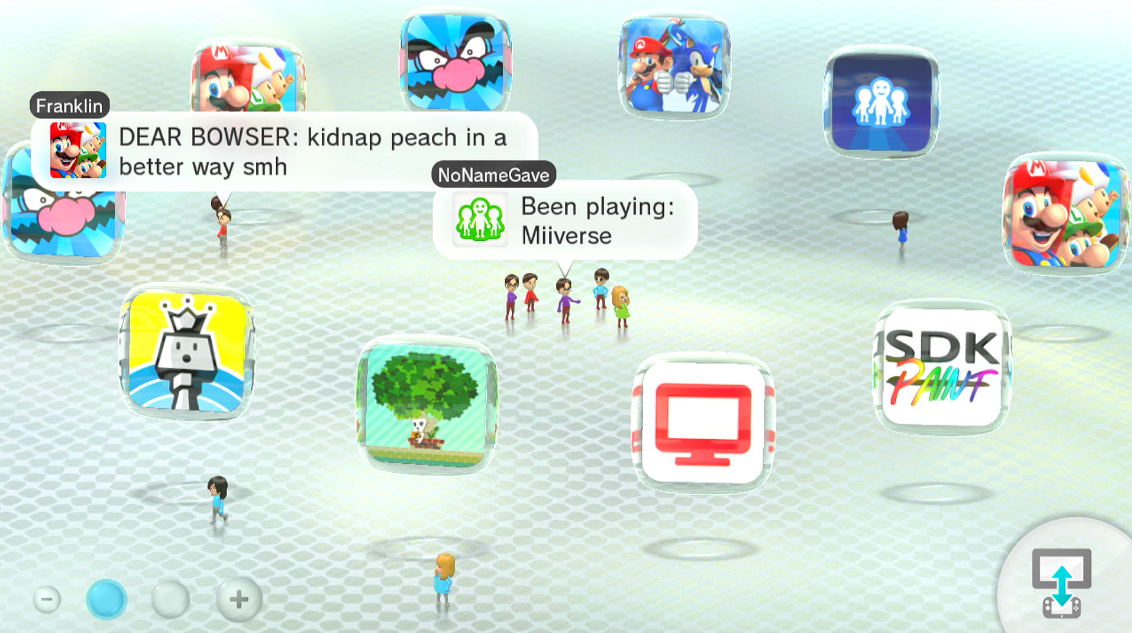 Franklin
DEAR BOWSER: kidnap peach in a
better way smh
NoNameGave
Been playing:
Miiverse
SDK
PAINT